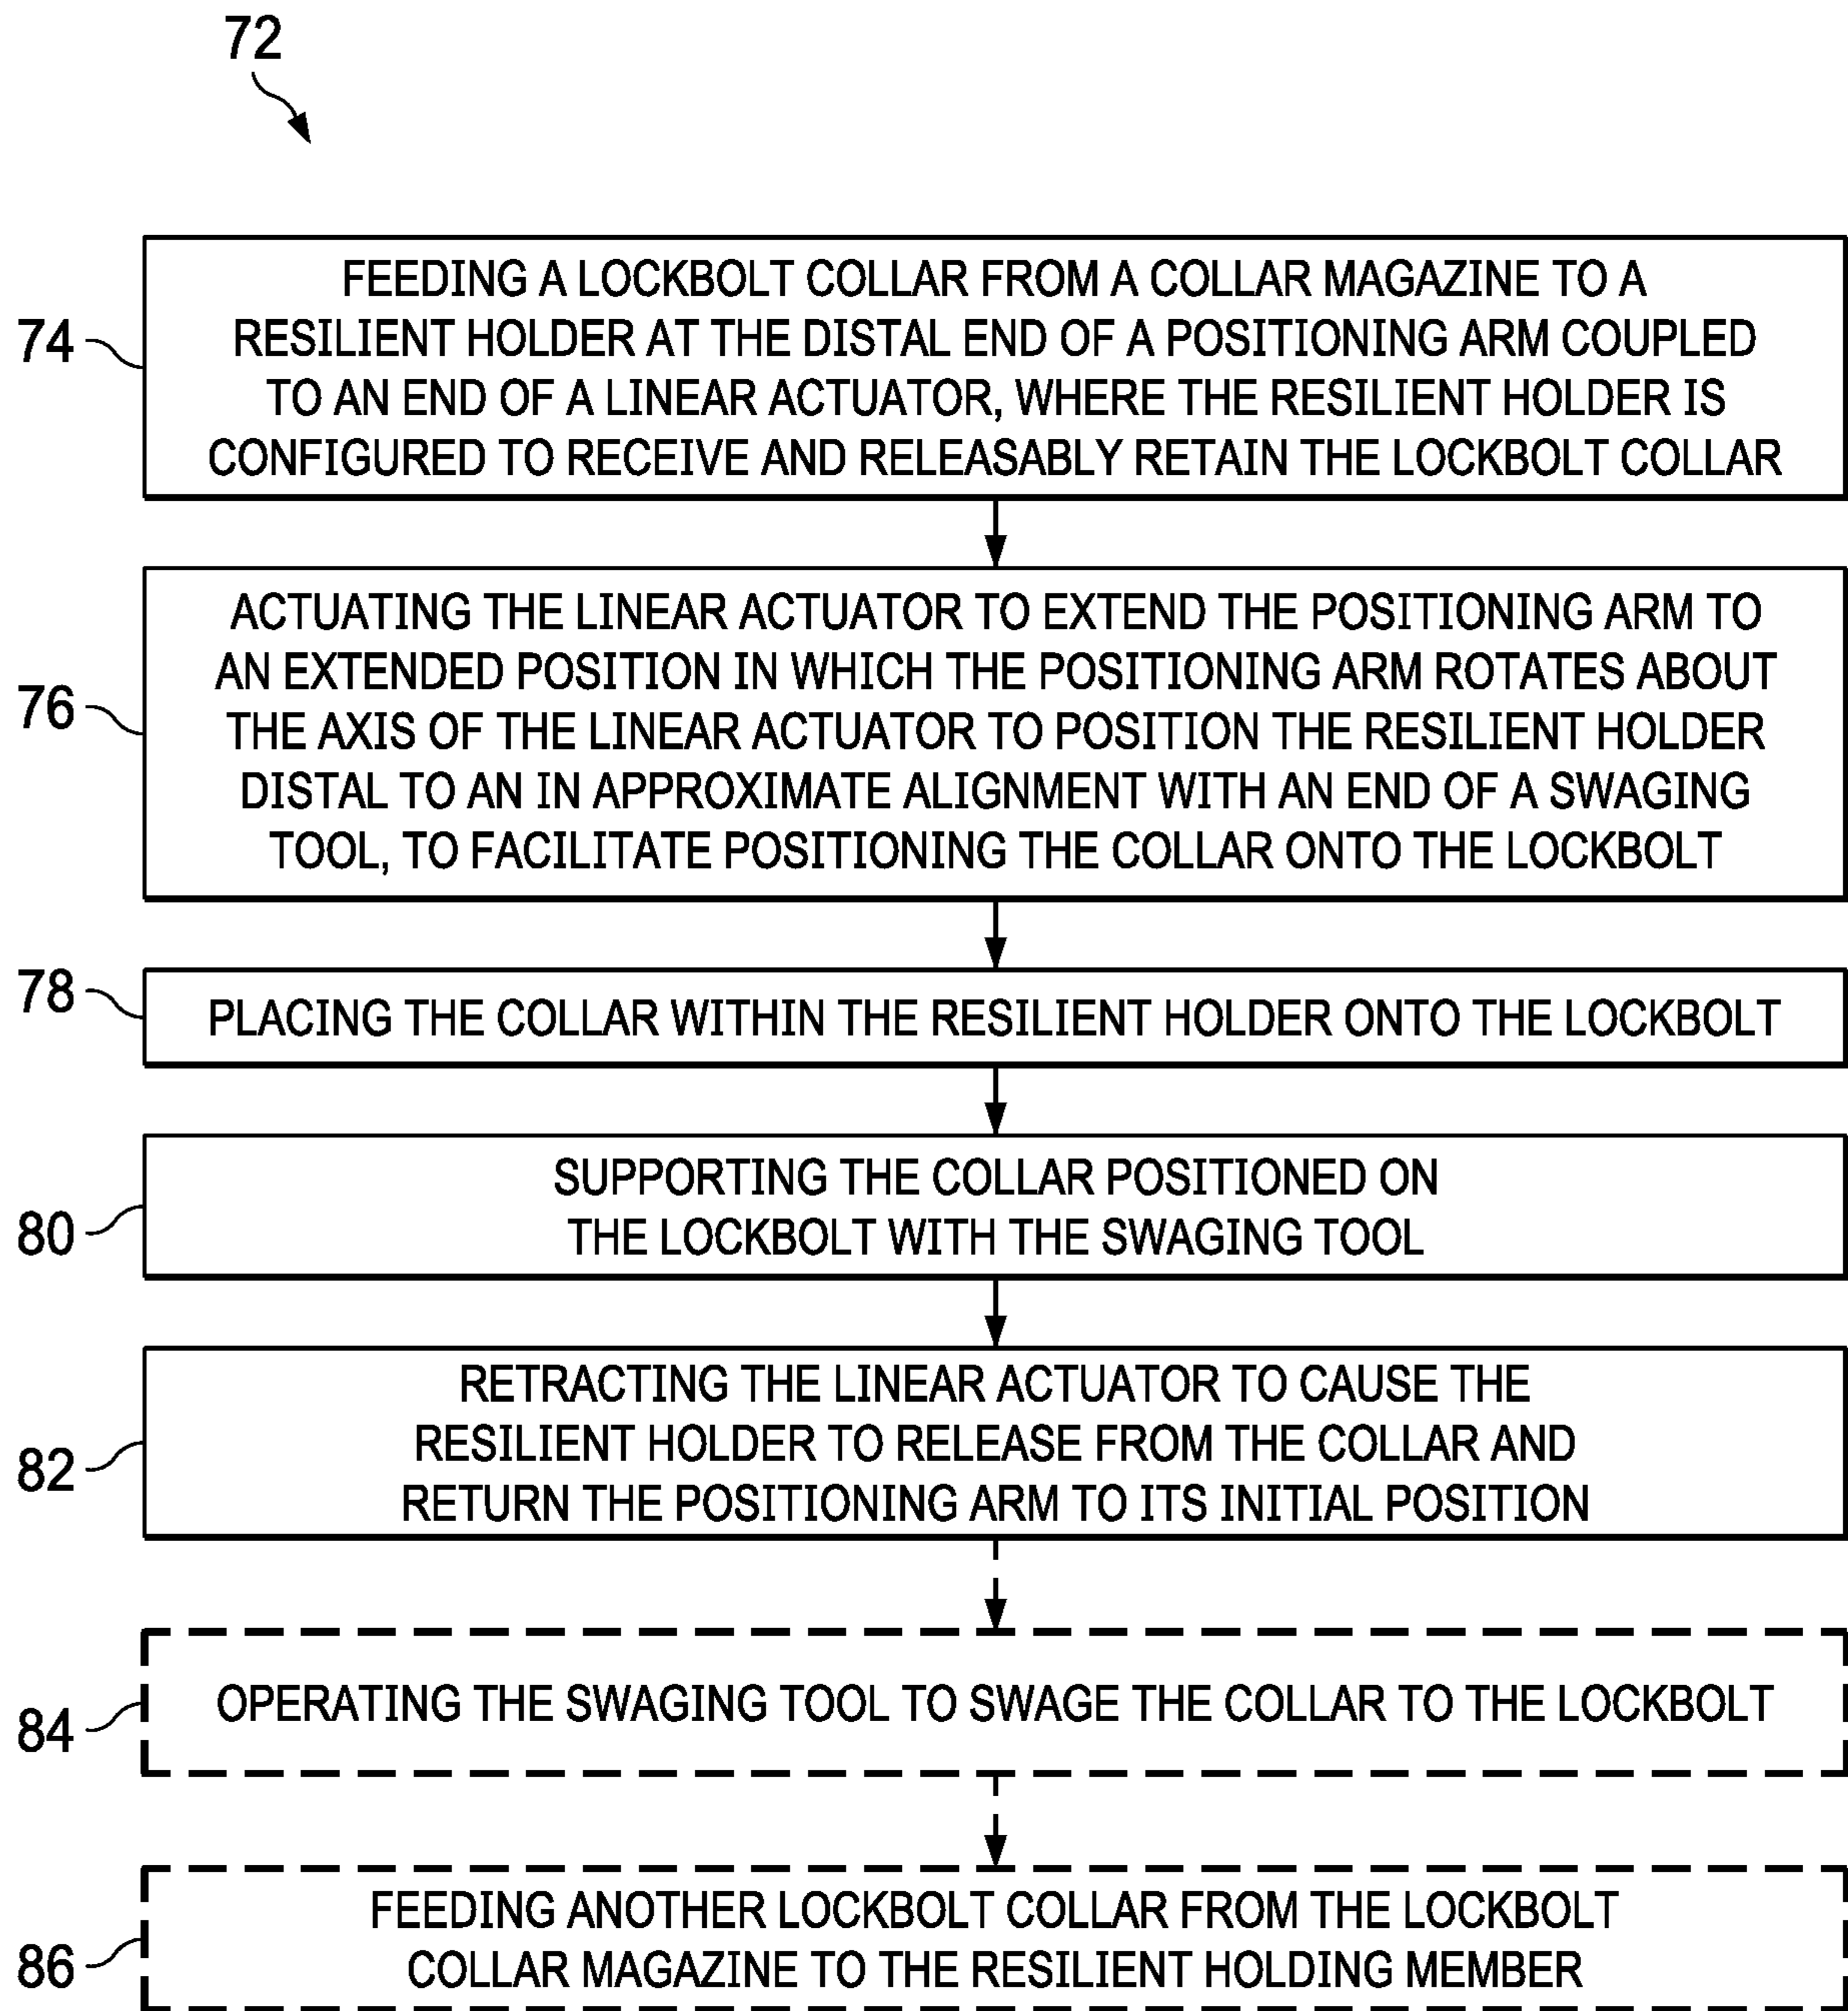 72
74
FEEDING A LOCKBOLT COLLAR FROM A COLLAR MAGAZINE TO A
RESILIENT HOLDER AT THE DISTAL END OF A POSITIONING ARM COUPLED
TO AN END OF A LINEAR ACTUATOR, WHERE THE RESILIENT HOLDER IS
CONFIGURED TO RECEIVE AND RELEASABLY RETAIN THE LOCKBOLT COLLAR
76
ACTUATING THE LINEAR ACTUATOR TO EXTEND THE POSITIONING ARM TO
AN EXTENDED POSITION IN WHICH THE POSITIONING ARM ROTATES ABOUT
THE AXIS OF THE LINEAR ACTUATOR TO POSITION THE RESILIENT HOLDER
DISTAL TO AN IN APPROXIMATE ALIGNMENT WITH AN END OF A SWAGING
TOOL, TO FACILITATE POSITIONING THE COLLAR ONTO THE LOCKBOLT
78
PLACING THE COLLAR WITHIN THE RESILIENT HOLDER ONTO THE LOCKBOLT
80
SUPPORTING THE COLLAR POSITIONED ON
THE LOCKBOLT WITH THE SWAGING TOOL
82
RETRACTING THE LINEAR ACTUATOR TO CAUSE THE
RESILIENT HOLDER TO RELEASE FROM THE COLLAR AND
RETURN THE POSITIONING ARM TO ITS INITIAL POSITION
84
OPERATING THE SWAGING TOOL TO SWAGE THE COLLAR TO THE LOCKBOLT
86
FEEDING ANOTHER LOCKBOLT COLLAR FROM THE LOCKBOLT
COLLAR MAGAZINE TO THE RESILIENT HOLDING MEMBER